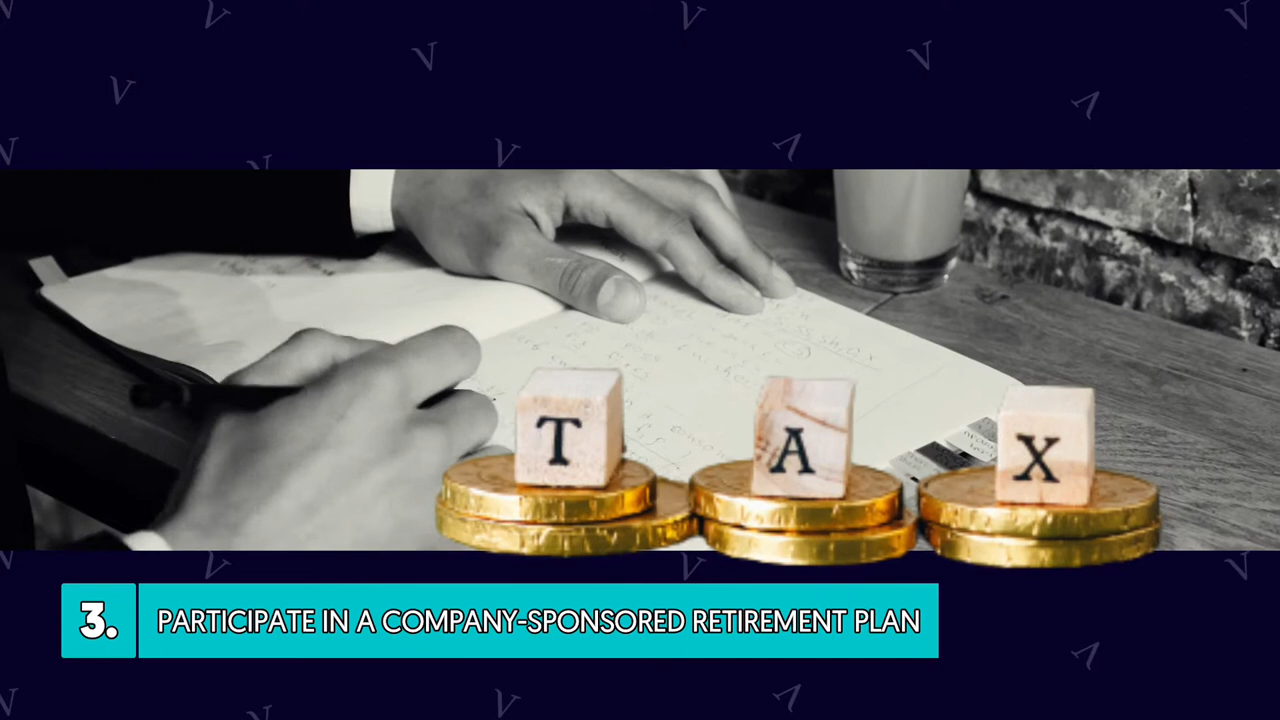 T A X
3. PARTICIPATE IN A COMPANY-SPONSORED RETIREMENT PLAN